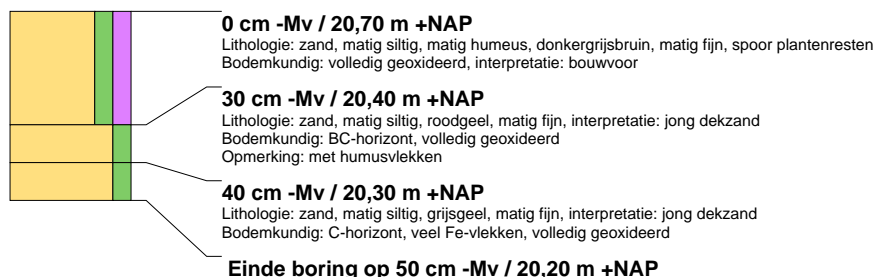 0 cm -Mv / 20,70 m +NAP
Lithologie: zand, matig siltig, matig humeus, donkergrijsbruin, matig fijn, spoor plantenresten
Bodemkundig: volledig geoxideerd, interpretatie: bouwvoor
30 cm -Mv / 20,40 m +NAP
Lithologie: zand, matig siltig, roodgeel, matig fijn, interpretatie: jong dekzand
Bodemkundig: BC-horizont, volledig geoxideerd
Opmerking: met humusvlekken
40 cm -Mv / 20,30 m +NAP
Lithologie: zand, matig siltig, grijsgeel, matig fijn, interpretatie: jong dekzand
Bodemkundig: C-horizont, veel Fe-vlekken, volledig geoxideerd
Einde boring op 50 cm -Mv / 20,20 m +NAP